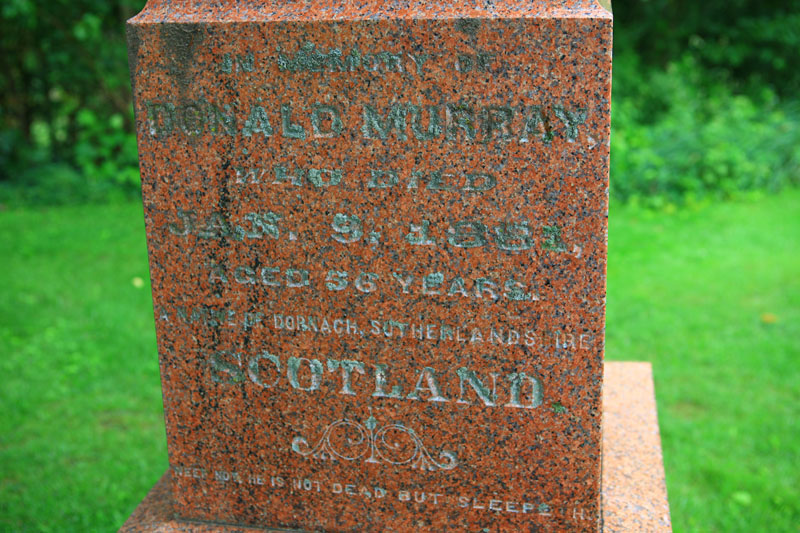 IN MEMORY OF
DONALD MURRAY,
WHO DIED
JAN. 9, 1881,
AGED 56 YEARS.
A NATIVE OF DORNACH, SUTHERLANDSHIRE
SCOTLAND.
WEEP NOT, HE IS NOT DEAD BUT SLEEPETH.